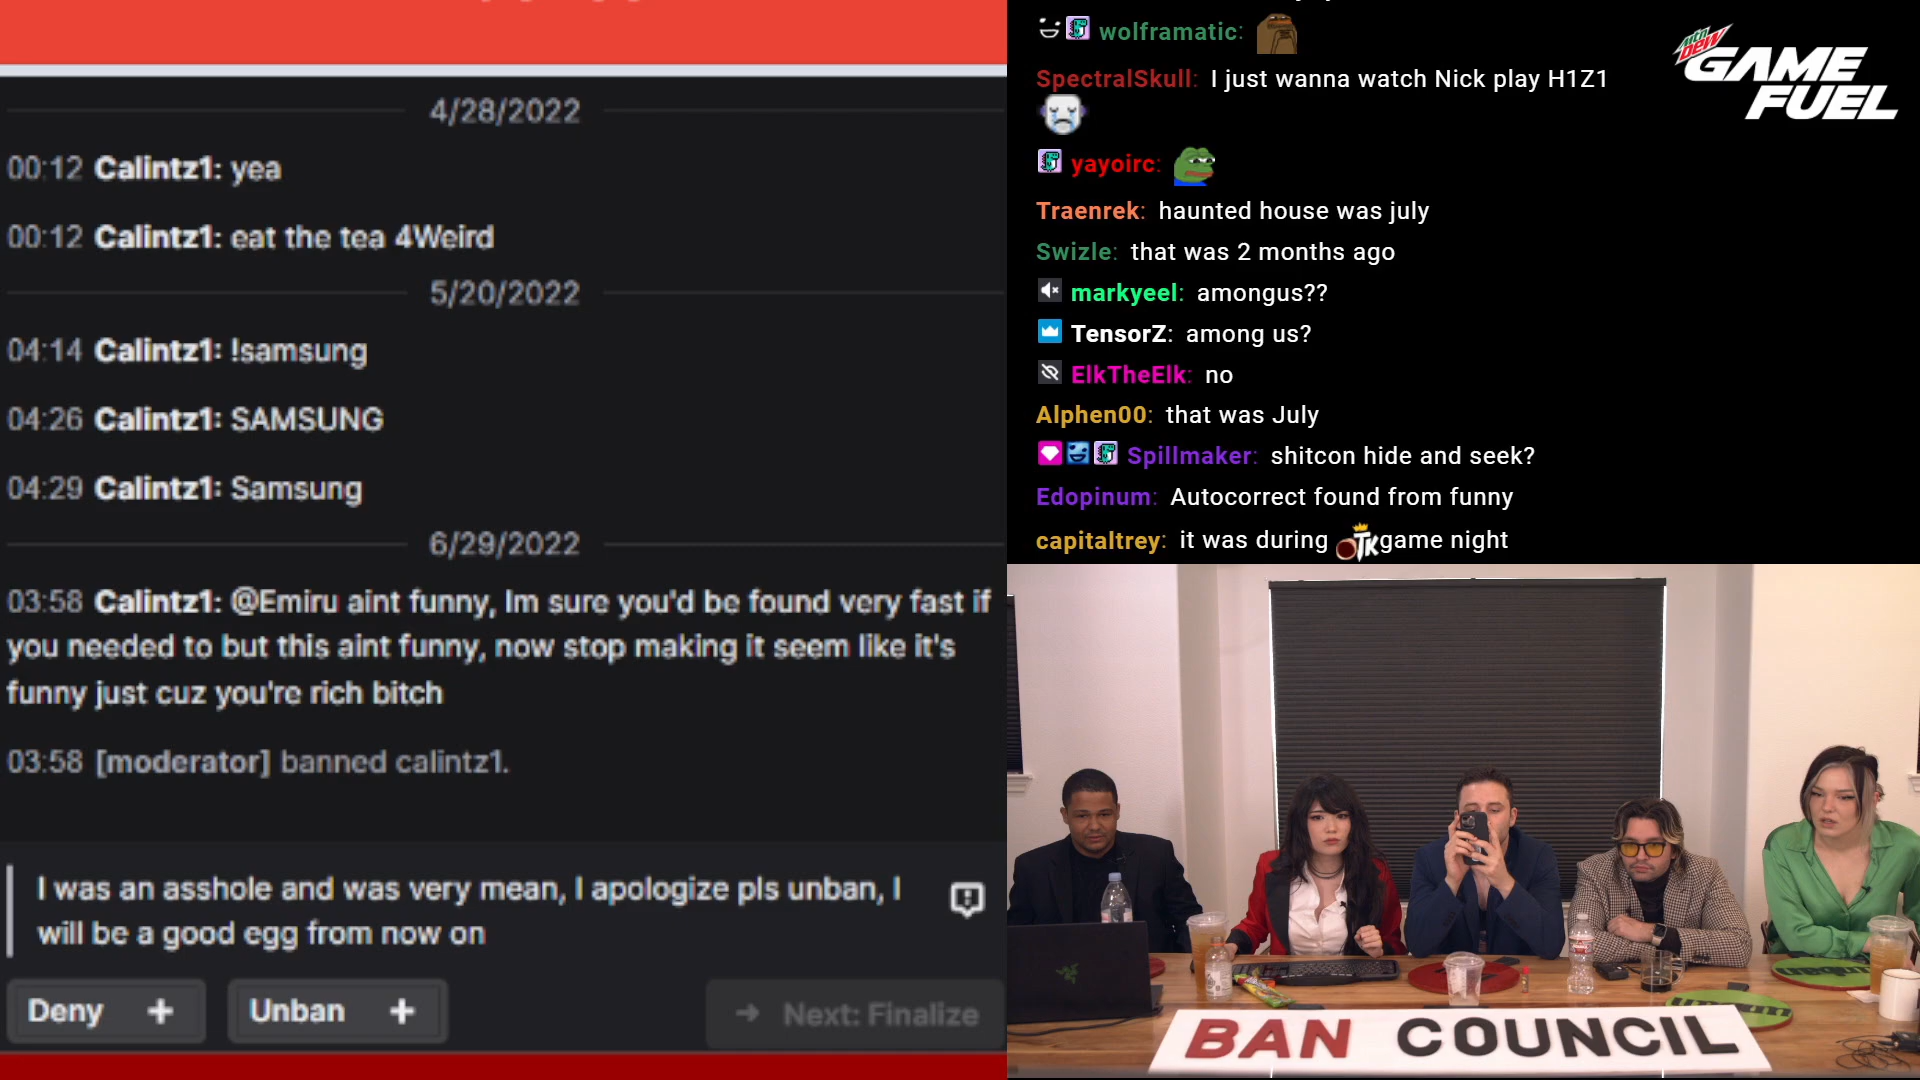 4/28/2022
00:12 Calintz1: yea
00:12 Calintz1: eat the tea 4Weird
5/20/2022
04:14 Calintz1: !samsung
04:26 Calintz1: SAMSUNG
04:29 Calintz1: Samsung
6/29/2022
03:58 Calintz1: @Emiru aint funny, Im sure you'd be found very fast if
you needed to but this aint funny, now stop making it seem like it's
funny just cuz you're rich bitch
03:58 [moderator] banned calintz1.
I was an asshole and was very mean, I apologize pls unban, I
will be a good egg from now on
Deny +
Unban +
→ Next: Finalize
wolframatic:
SpectralSkull: I just wanna watch Nick play H1Z1
yayoirc:
Traenrek: haunted house was july
Swizle: that was 2 months ago
markyeel: amongus??
TensorZ: among us?
ElkTheElk: no
Alphen00: that was July
Spillmaker: shitcon hide and seek?
Edopinum: Autocorrect found from funny
capitaltrey: it was during OTK game night
mtn
DEW
GAME
FUEL
unban
BAN COUNCIL